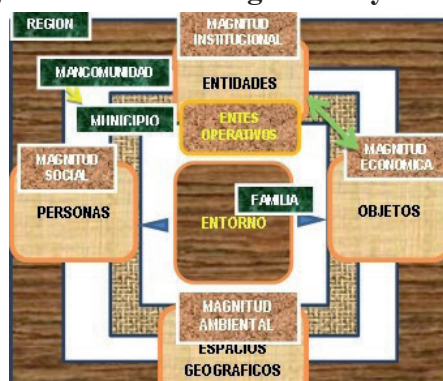 REGION
MAGNITUD
INSTITUCIONAL
MANCOMUNIDAD
ENTIDADES
MUNICIPIO
ENTES
OPERATIVOS
MAGNITUD
SOCIAL
MAGNITUD
ECONOMICA
PERSONAS
FAMILIA
OBJETOS
ENTORNO
MAGNITUD
AMBIENTAL
ESPACIOS
GEOGRAFICOS